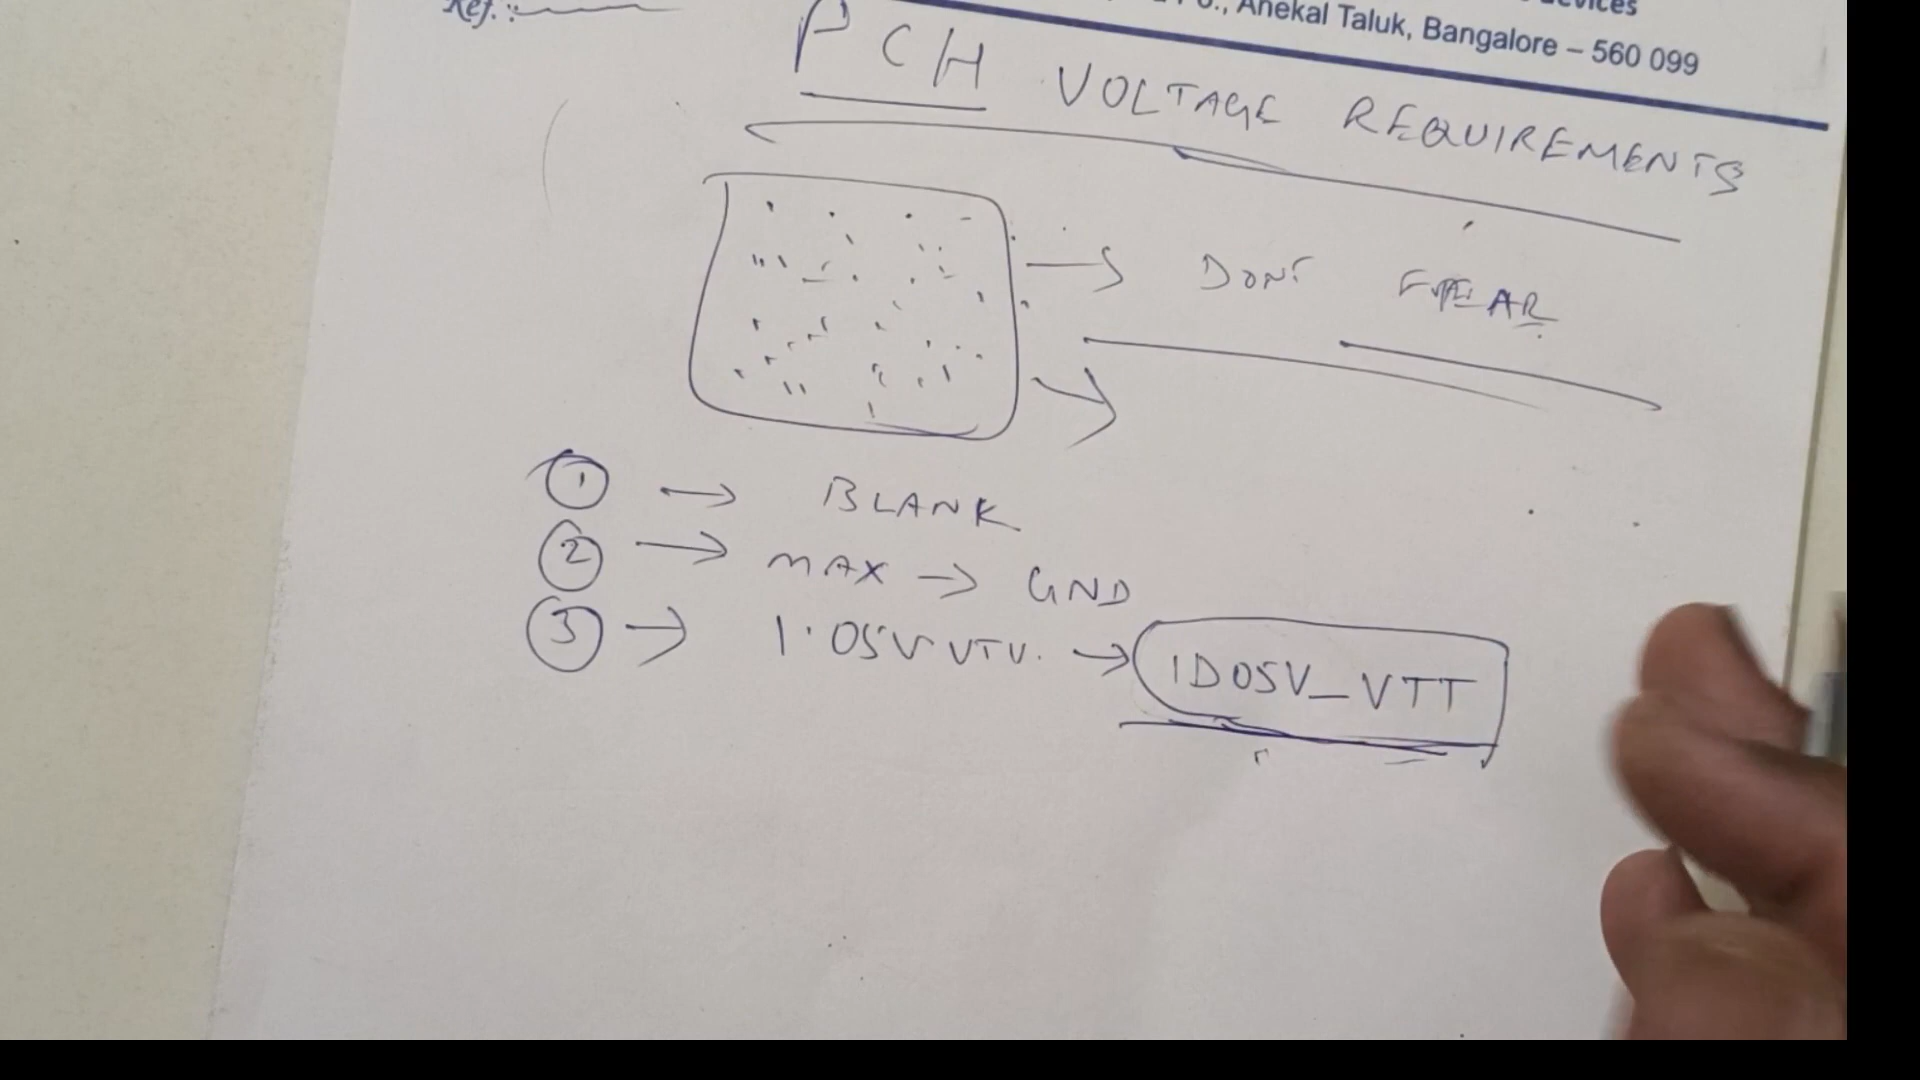 Ref. :
Anekal Taluk, Bangalore – 560 099
PCH VOLTAGE REQUIREMENTS
→ DONT FEAR
① → BLANK
② → MAX → GND
③ → 1.05V VTV. → 1D05V_VTT